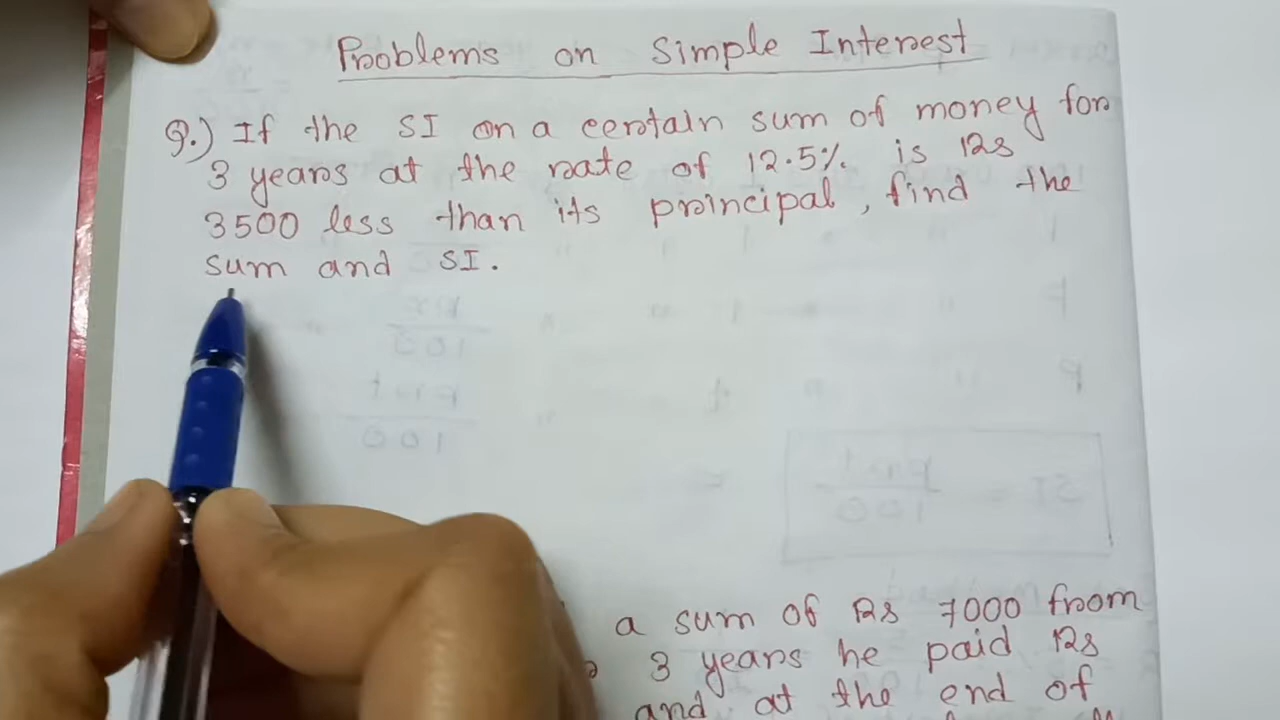 Problems on Simple Interest
Q.) If the SI on a certain sum of money for
3 years at the rate of 12.5% is Rs
3500 less than its principal, find the
sum and SI.
a sum of Rs 7000 from
3 years he paid Rs
and at the end of